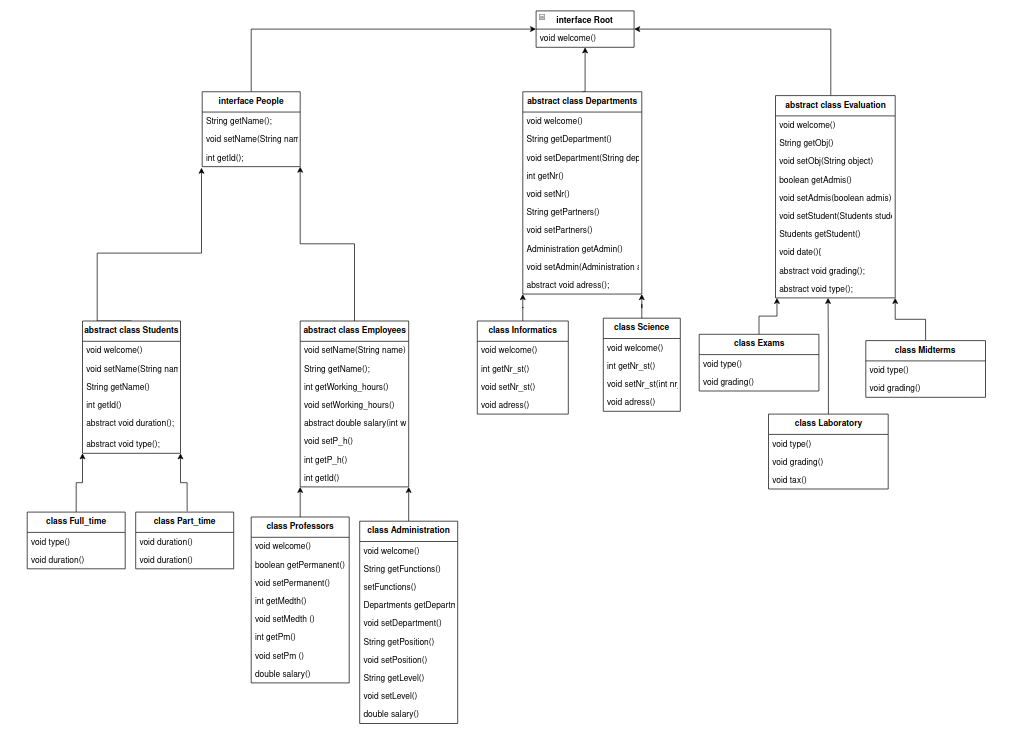 interface Root
void welcome()
interface People
String getName();
void setName(String nam
int getId();
abstract class Departments
void welcome()
String getDepartment()
void setDepartment(String dep
int getNr()
void setNr()
String getPartners()
void setPartners()
Administration getAdmin()
void setAdmin(Administration a
abstract void adress();
abstract class Evaluation
void welcome()
String getObj()
void setObj(String object)
boolean getAdmis()
void setAdmis(boolean admis)
void setStudent(Students stude
Students getStudent()
void date(){
abstract void grading();
abstract void type();
abstract class Students
void welcome()
void setName(String nam
String getName()
int getId()
abstract void duration();
abstract void type();
abstract class Employees
void setName(String name)
String getName();
int getWorking_hours()
void setWorking_hours()
abstract double salary(int w
void setP_h()
int getP_h()
int getId()
class Informatics
void welcome()
int getNr_st()
void setNr_st()
void adress()
class Science
void welcome()
int getNr_st()
void setNr_st(int nr_
void adress()
class Exams
void type()
void grading()
class Midterms
void type()
void grading()
class Laboratory
void type()
void grading()
void tax()
class Full_time
void type()
void duration()
class Part_time
void duration()
void duration()
class Professors
void welcome()
boolean getPermanent()
void setPermanent()
int getMedth()
void setMedth ()
int getPm()
void setPm ()
double salary()
class Administration
void welcome()
String getFunctions()
setFunctions()
Departments getDepartm
void setDepartment()
String getPosition()
void setPosition()
String getLevel()
void setLevel()
double salary()